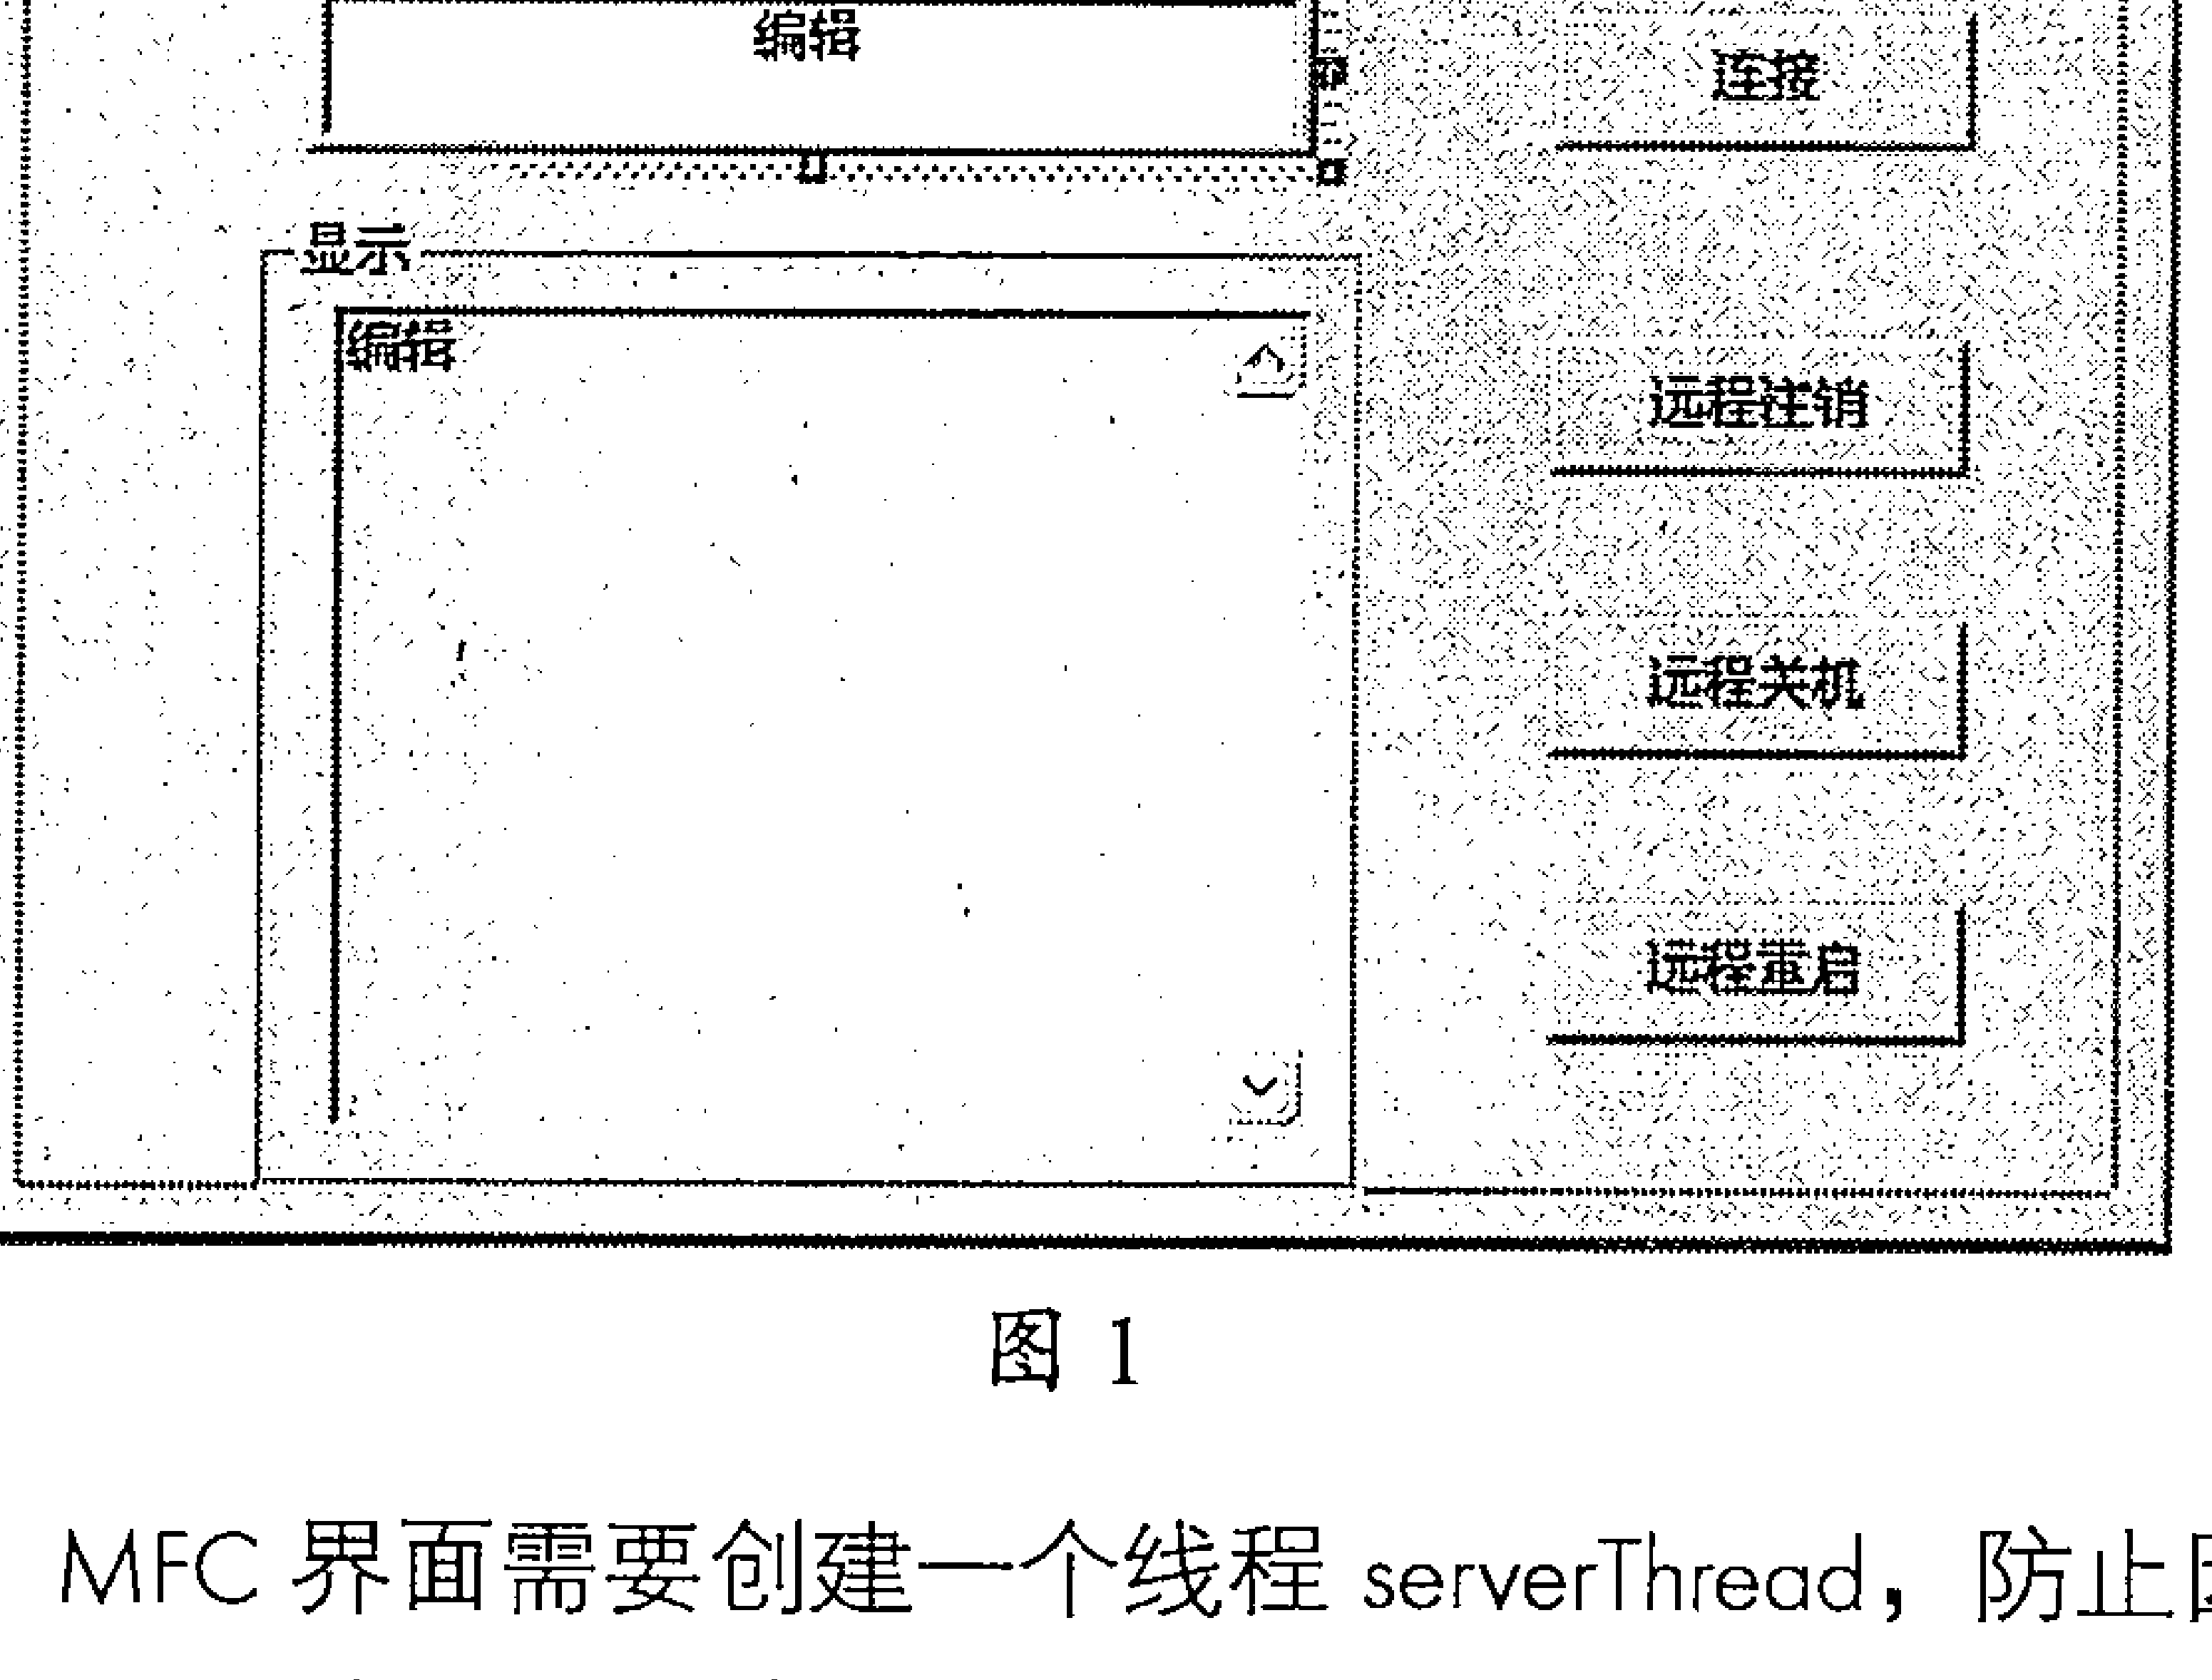 编辑
连接
显示
编辑
远程注销
远程关机
远程重启
图 1
MFC 界面需要创建一个线程 serverThread，防止